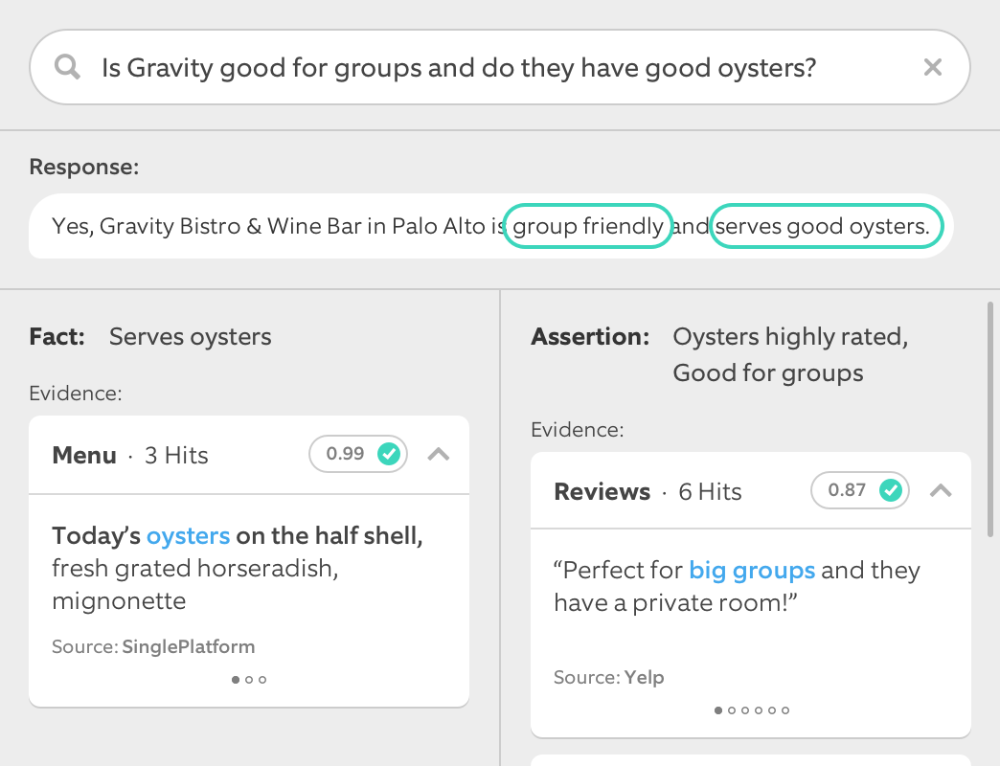 Is Gravity good for groups and do they have good oysters?
Response:
Yes, Gravity Bistro & Wine Bar in Palo Alto is group friendly and serves good oysters.
Fact: Serves oysters
Evidence:
Menu · 3 Hits 0.99
Today’s oysters on the half shell,
fresh grated horseradish,
mignonette
Source: SinglePlatform
Assertion: Oysters highly rated,
Good for groups
Evidence:
Reviews · 6 Hits 0.87
“Perfect for big groups and they
have a private room!”
Source: Yelp